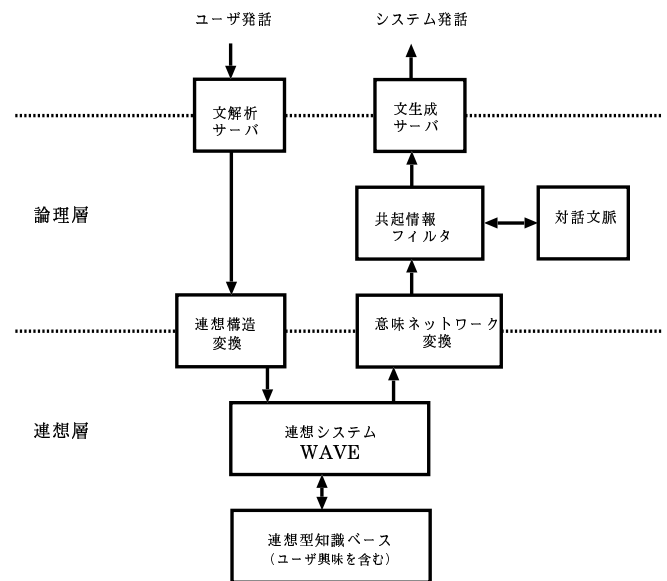 ユーザ発話
システム発話
文解析
サーバ
文生成
サーバ
論理層
共起情報
フィルタ
対話文脈
連想構造
変換
意味ネットワーク
変換
連想層
連想システム
WAVE
連想型知識ベース
(ユーザ興味を含む)